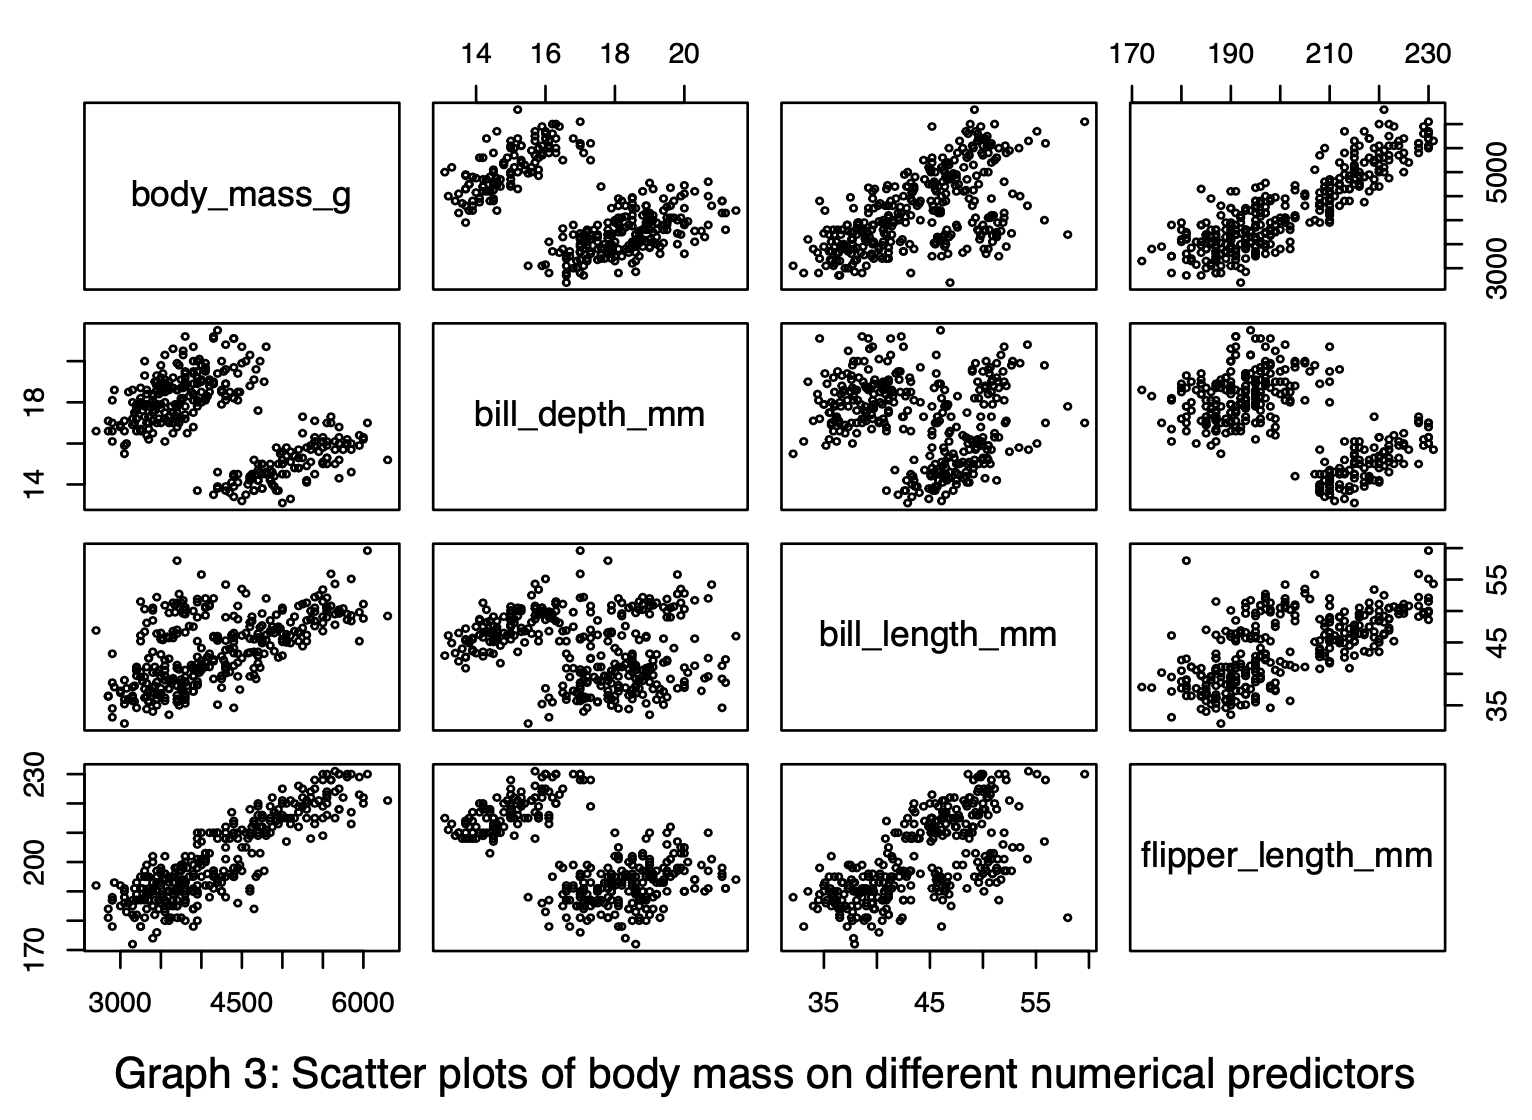 14 16 18 20 170 190 210 230
body_mass_g
3000 5000
14 18
bill_depth_mm
bill_length_mm
35 45 55
170 200 230
flipper_length_mm
3000 4500 6000 35 45 55
Graph 3: Scatter plots of body mass on different numerical predictors